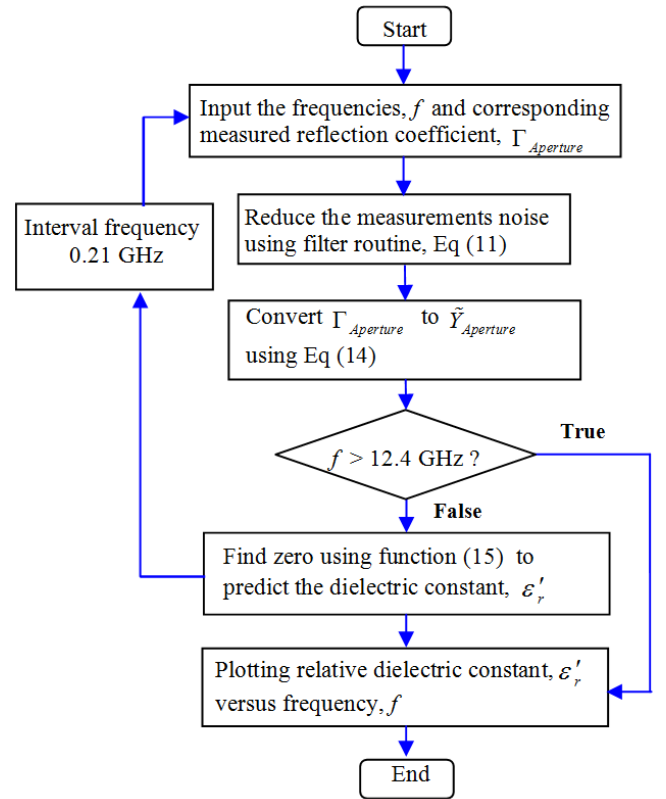 Start
Input the frequencies, f and corresponding
measured reflection coefficient, Γ_Aperture
Interval frequency
0.21 GHz
Reduce the measurements noise
using filter routine, Eq (11)
Convert Γ_Aperture to Ỹ_Aperture
using Eq (14)
True
f > 12.4 GHz ?
False
Find zero using function (15) to
predict the dielectric constant, ε′_r
Plotting relative dielectric constant, ε′_r
versus frequency, f
End